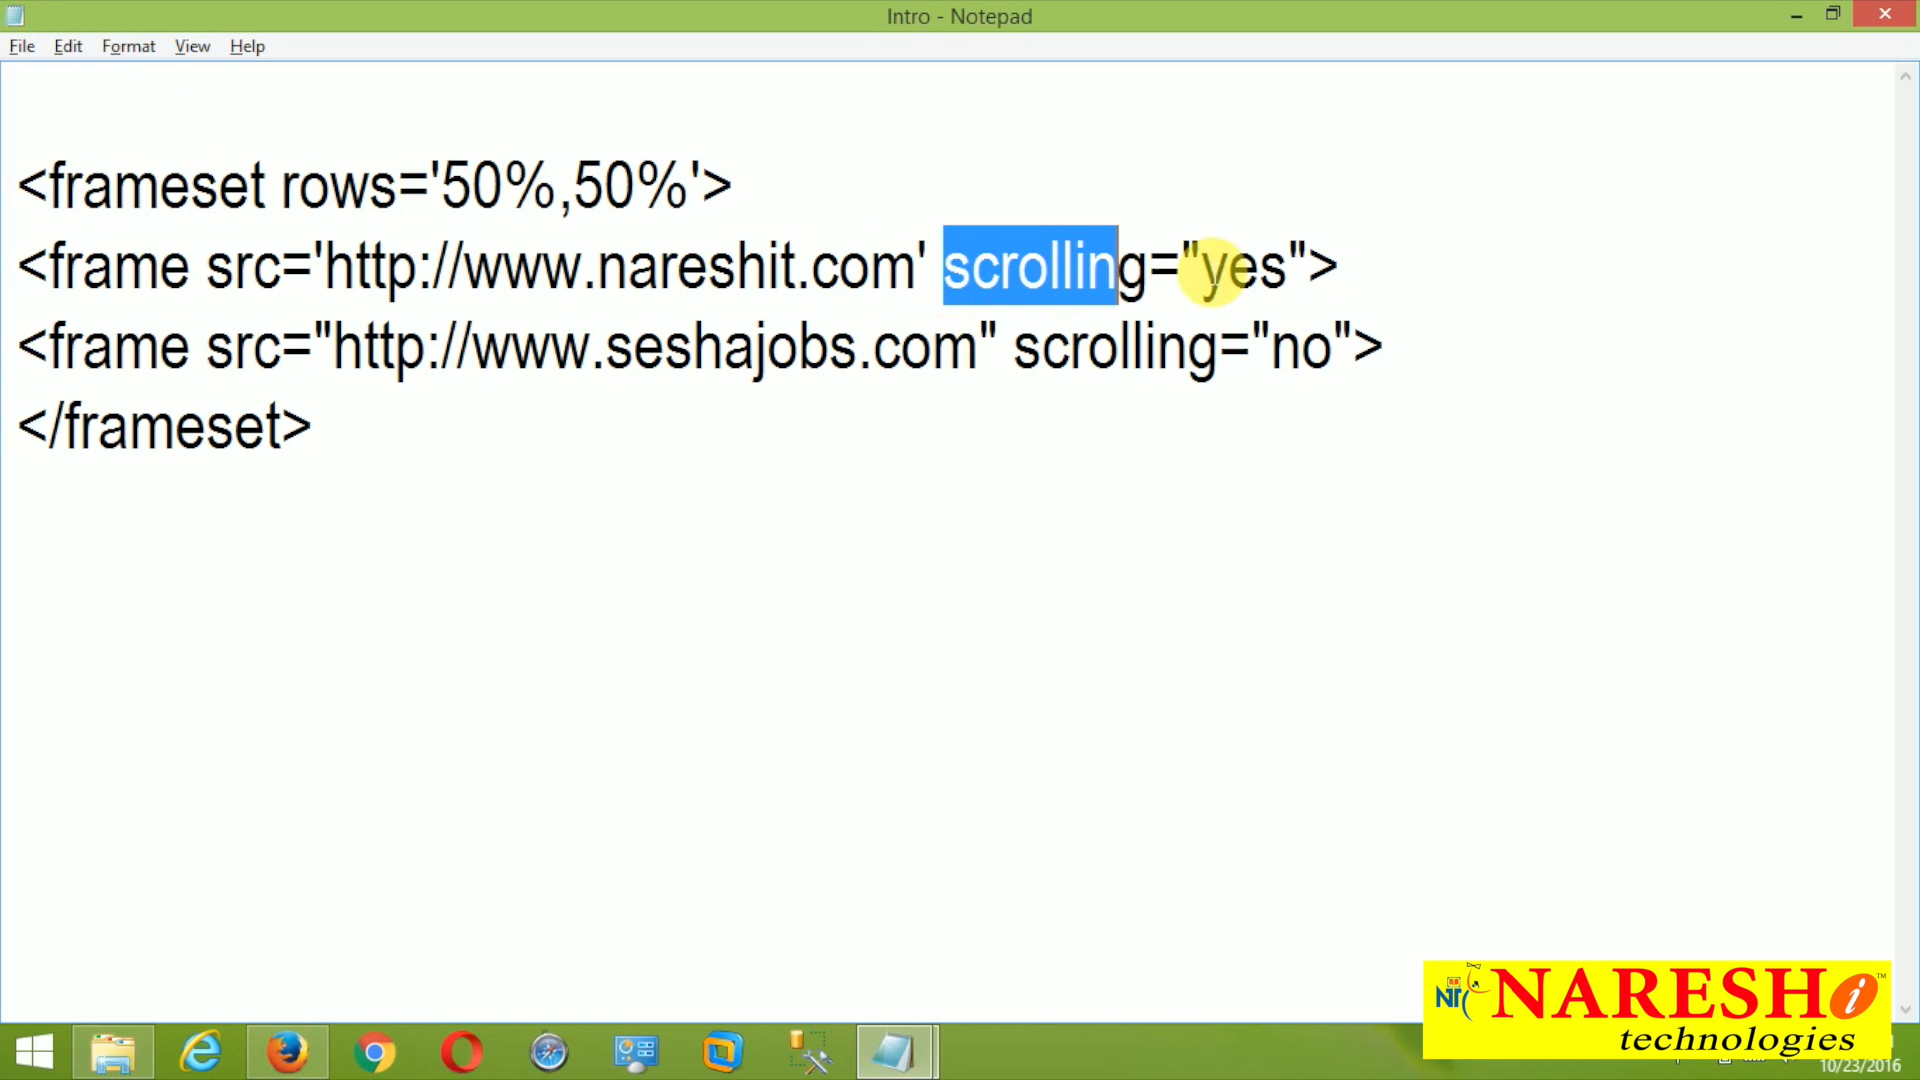 Intro - Notepad
File Edit Format View Help
<frameset rows='50%,50%'>
<frame src='http://www.nareshit.com' scrolling="yes">
<frame src="http://www.seshajobs.com" scrolling="no">
</frameset>
NARESH i ™
technologies
10/23/2016